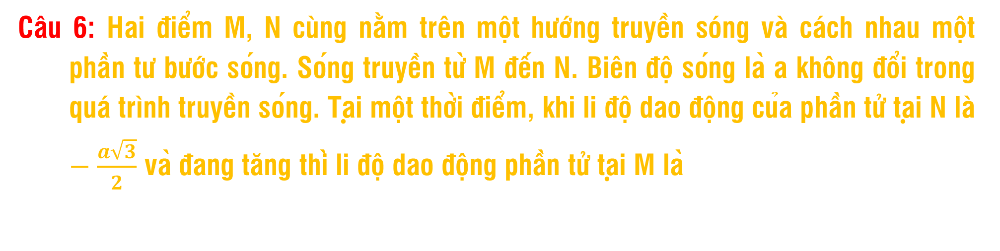 Câu 6: Hai điểm M, N cùng nằm trên một hướng truyền sóng và cách nhau một
phần tư bước sóng. Sóng truyền từ M đến N. Biên độ sóng là a không đổi trong
quá trình truyền sóng. Tại một thời điểm, khi li độ dao động của phần tử tại N là
− a√3/2 và đang tăng thì li độ dao động phần tử tại M là